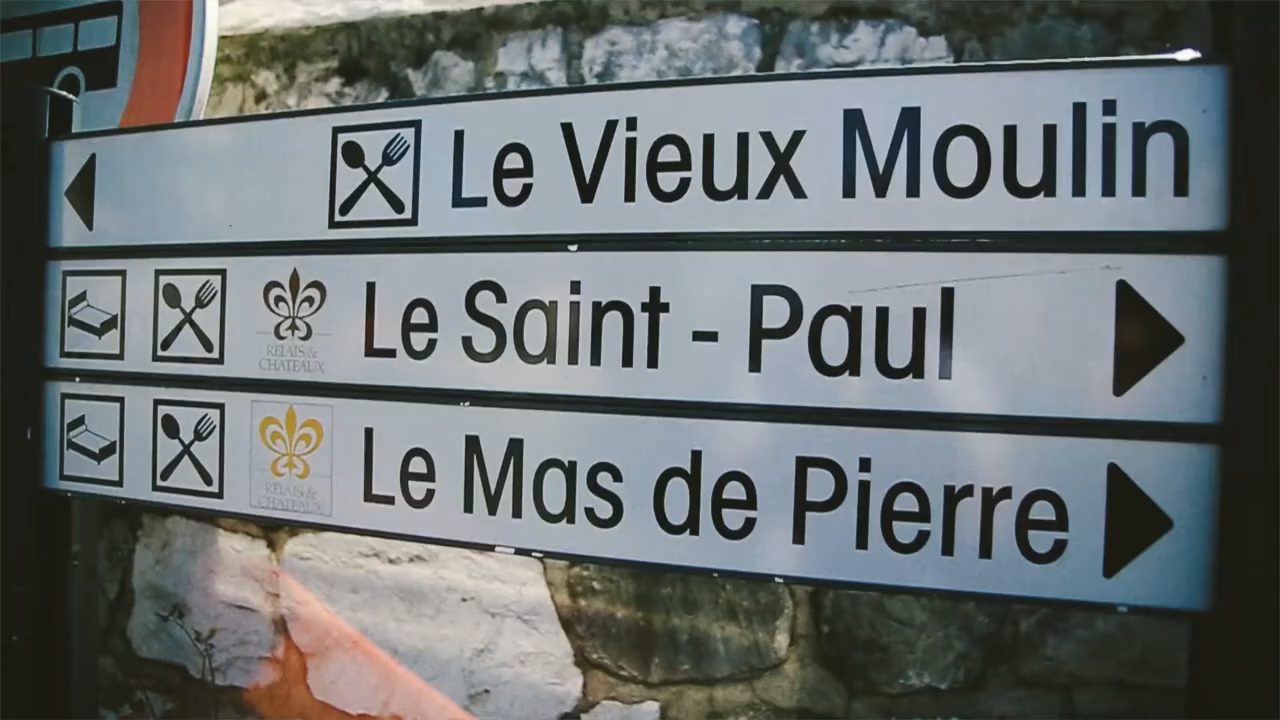 Le Vieux Moulin
RELAIS &
CHATEAUX
Le Saint - Paul
RELAIS &
CHATEAUX
Le Mas de Pierre